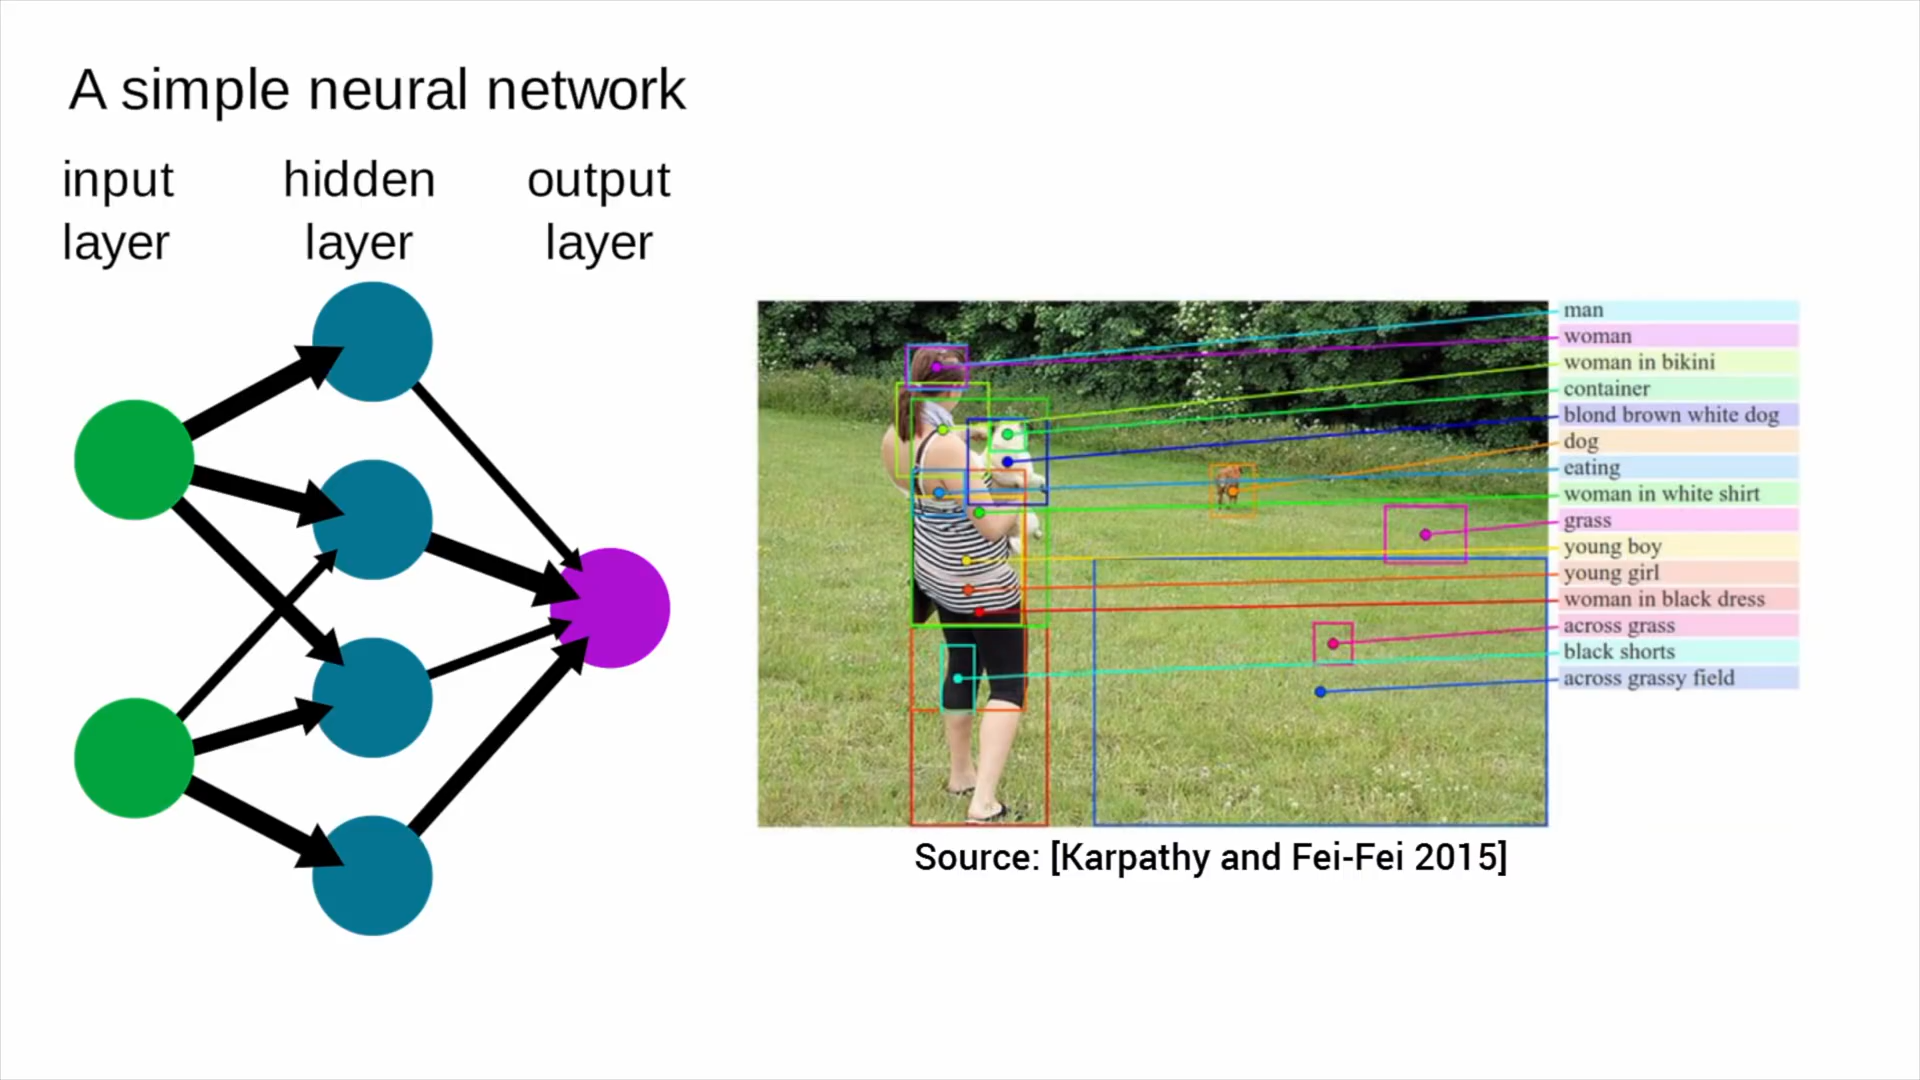 A simple neural network
input
layer
hidden
layer
output
layer
man
woman
woman in bikini
container
blond brown white dog
dog
eating
woman in white shirt
grass
young boy
young girl
woman in black dress
across grass
black shorts
across grassy field
Source: [Karpathy and Fei-Fei 2015]